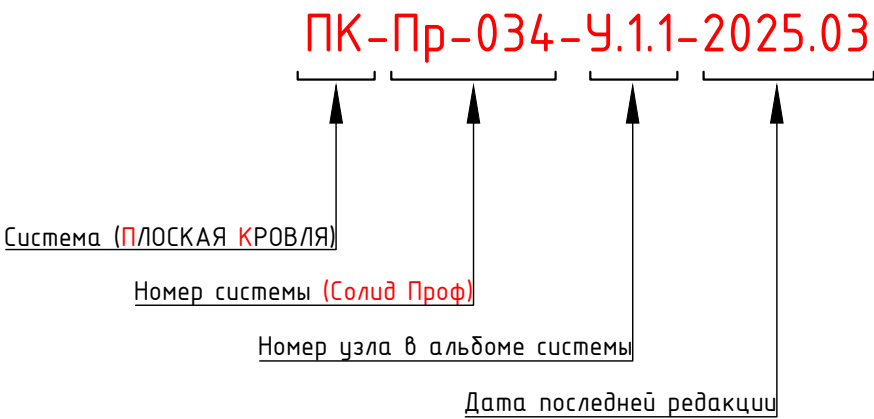 ПК-Пр-034-У.1.1-2025.03
Система (ПЛОСКАЯ КРОВЛЯ)
Номер системы (Солид Проф)
Номер узла в альбоме системы
Дата последней редакции